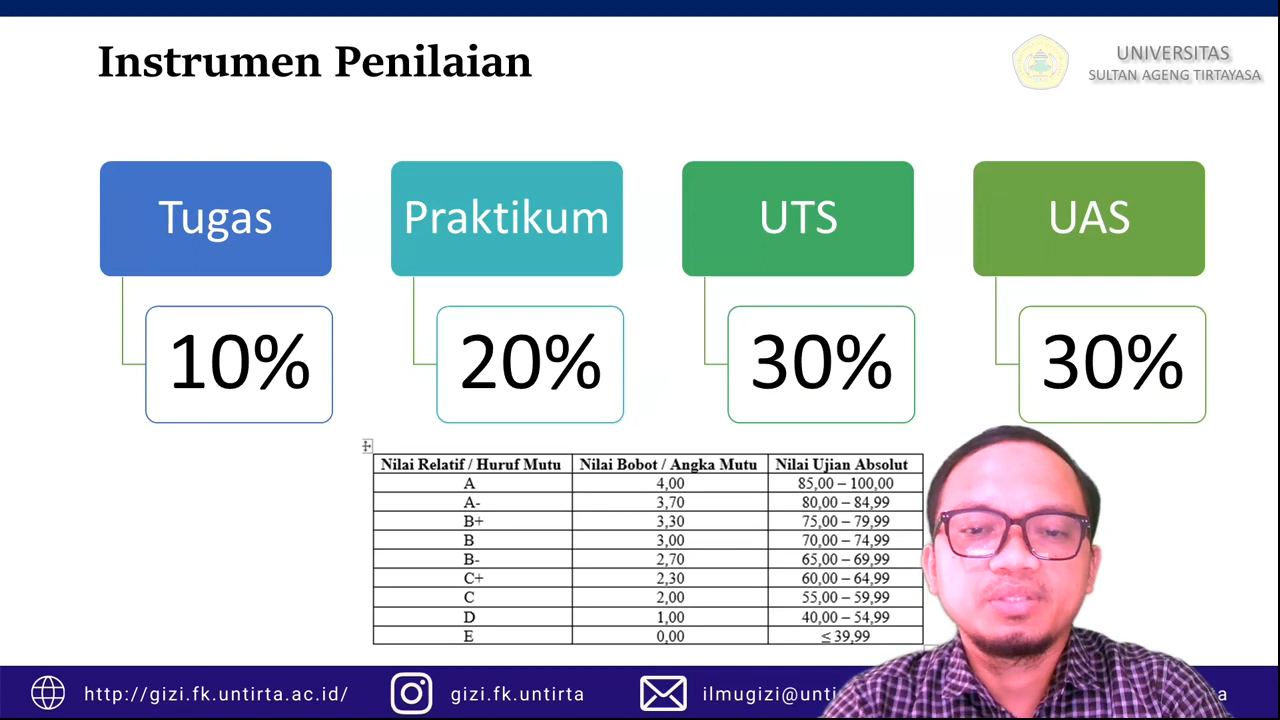 Instrumen Penilaian
UNIVERSITAS
SULTAN AGENG TIRTAYASA
Tugas
Praktikum
UTS
UAS
10%
20%
30%
30%
Nilai Relatif / Huruf Mutu Nilai Bobot / Angka Mutu Nilai Ujian Absolut
A 4,00 85,00 – 100,00
A- 3,70 80,00 – 84,99
B+ 3,30 75,00 – 79,99
B 3,00 70,00 – 74,99
B- 2,70 65,00 – 69,99
C+ 2,30 60,00 – 64,99
C 2,00 55,00 – 59,99
D 1,00 40,00 – 54,99
E 0,00 ≤ 39,99
http://gizi.fk.untirta.ac.id/
gizi.fk.untirta